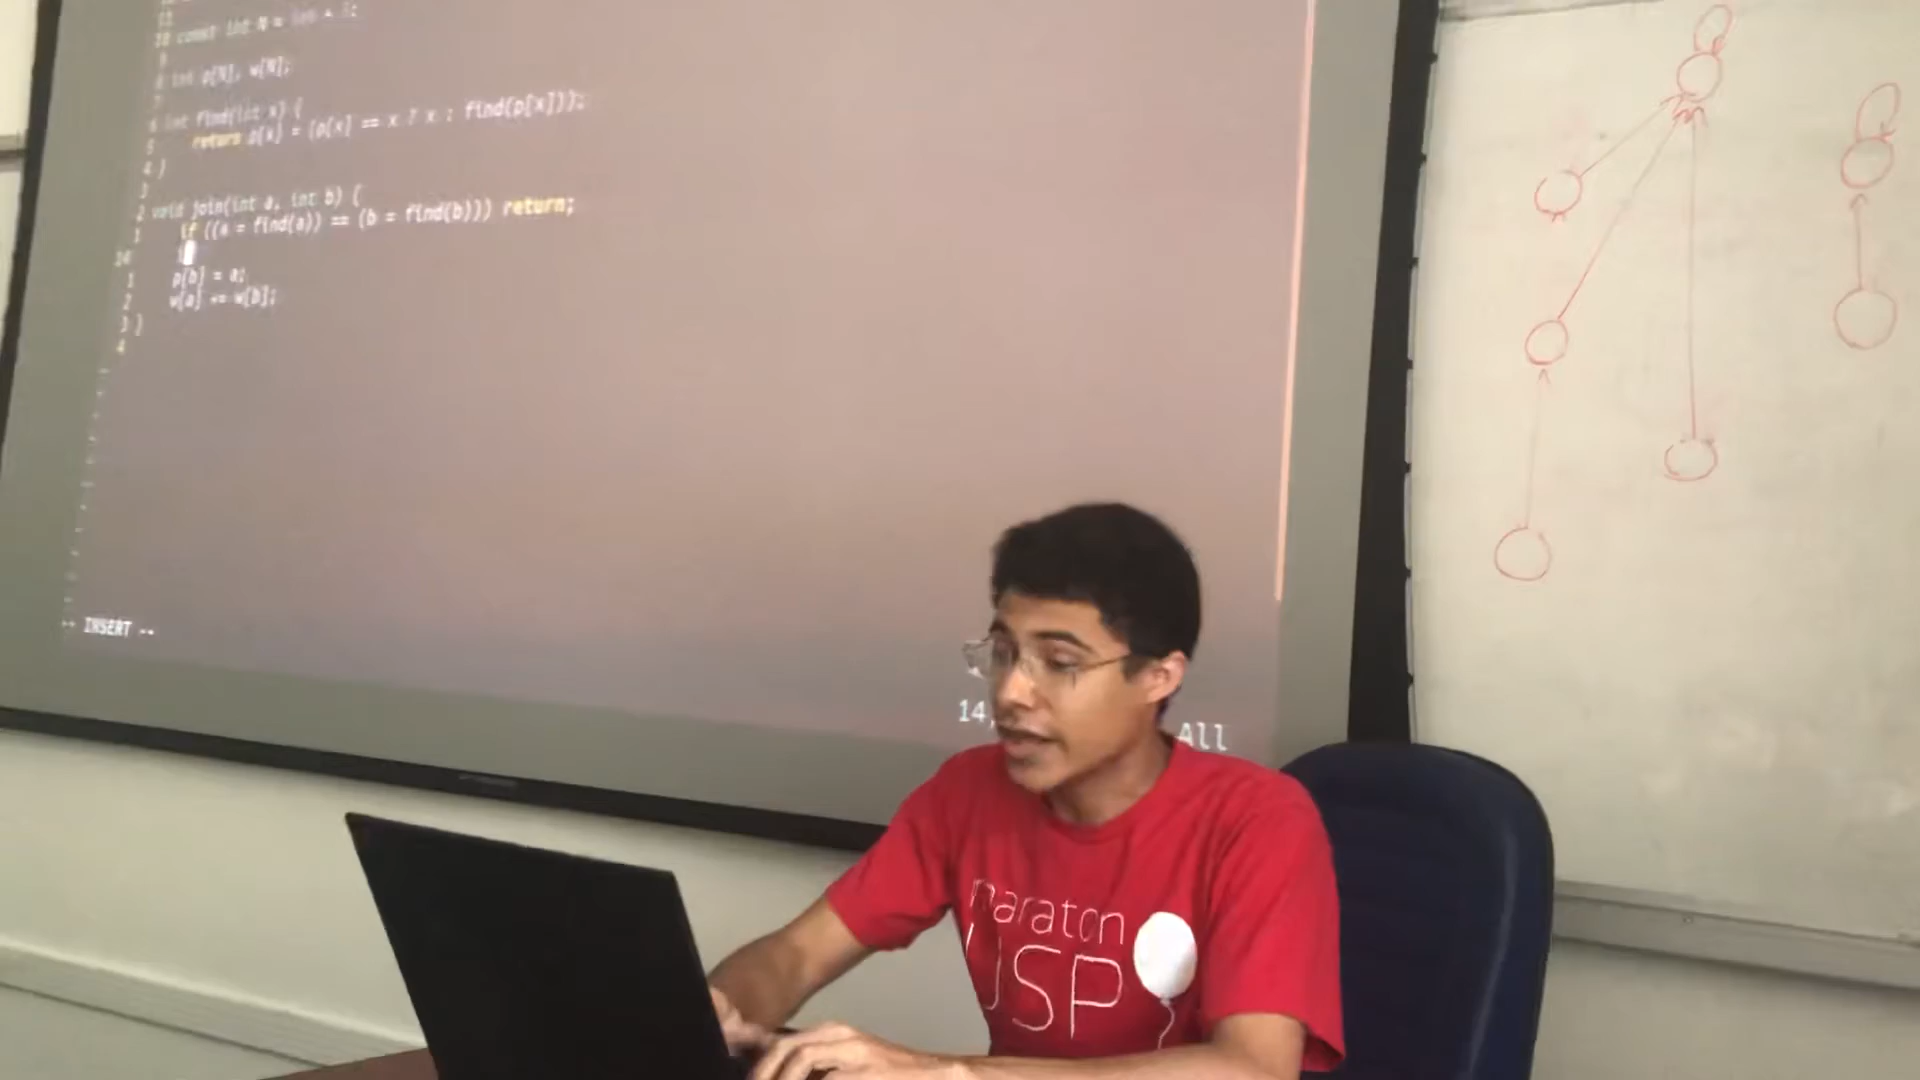 const int N =
int p[N], w[N];
int find(int x) {
return p[x] = (p[x] == x ? x : find(p[x]));
}
void join(int a, int b) {
if ((a = find(a)) == (b = find(b))) return;
i
p[b] = a;
w[a] += w[b];
}
-- INSERT --
14,
All
maraton
USP